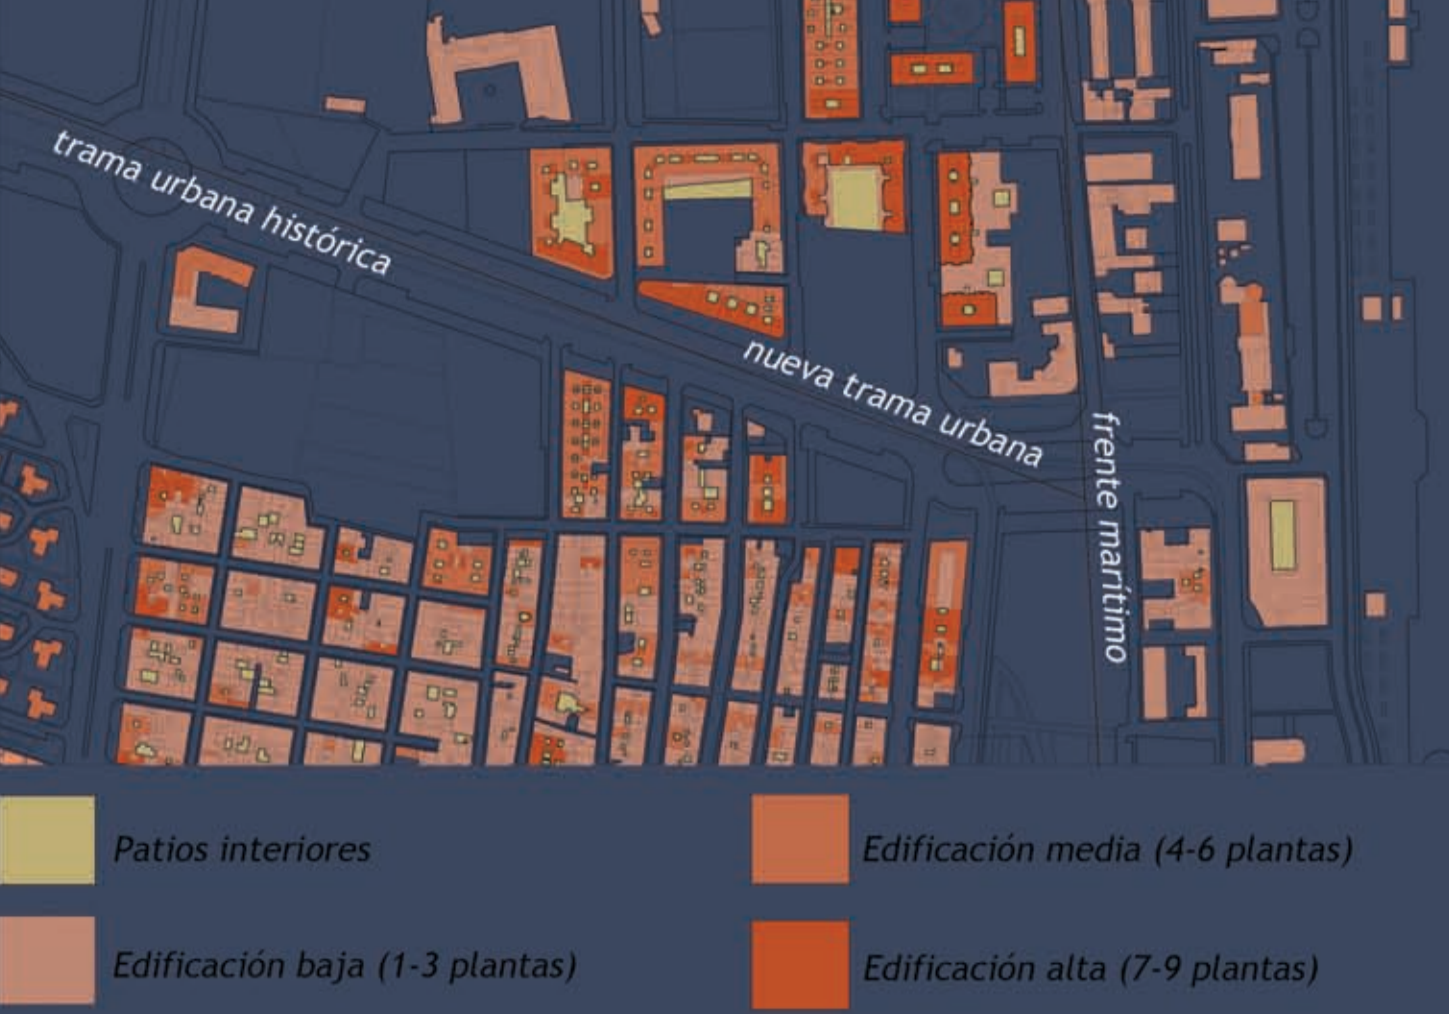 trama urbana histórica
nueva trama urbana
frente marítimo
Patios interiores
Edificación media (4-6 plantas)
Edificación baja (1-3 plantas)
Edificación alta (7-9 plantas)